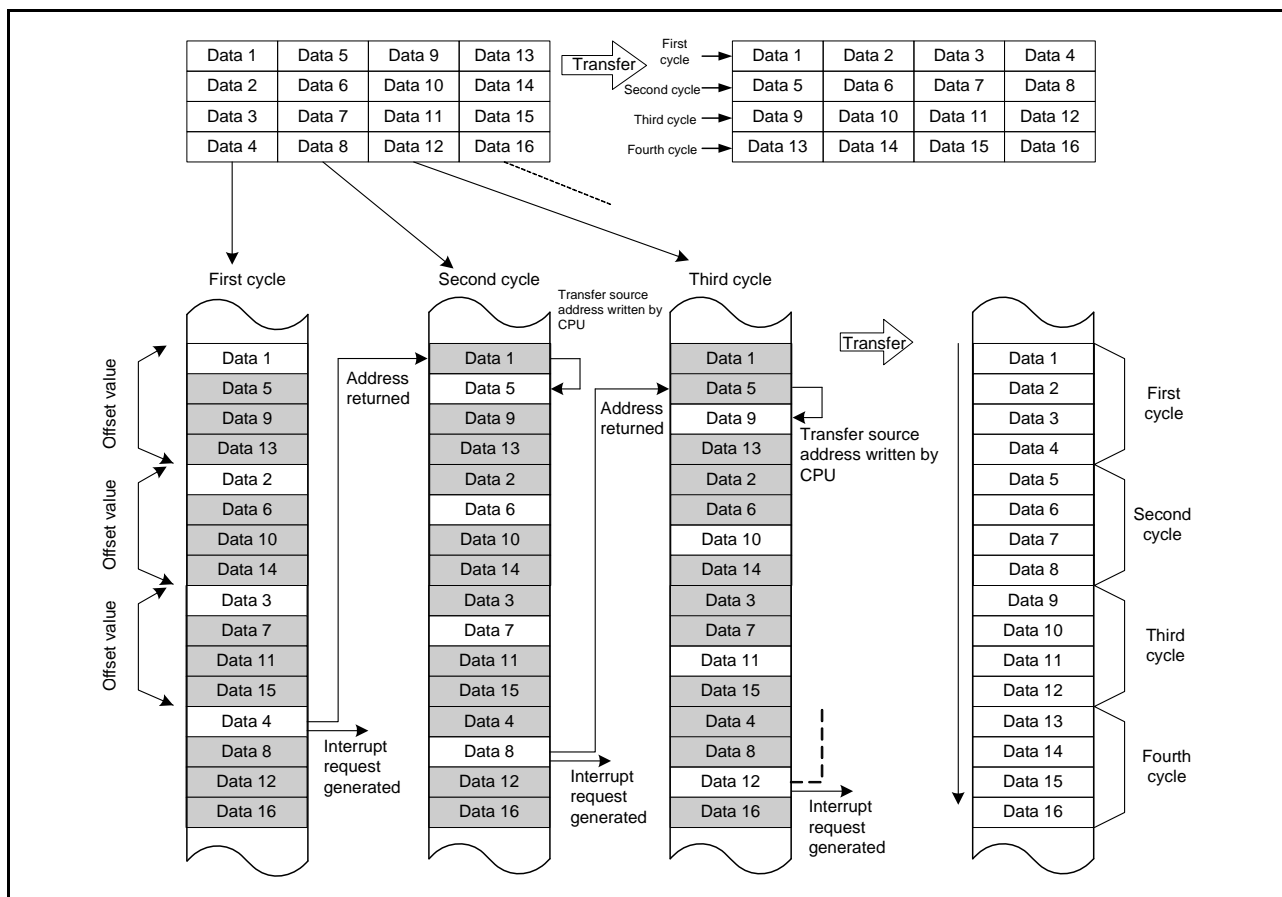 Data 1 Data 5 Data 9 Data 13
Data 2 Data 6 Data 10 Data 14
Data 3 Data 7 Data 11 Data 15
Data 4 Data 8 Data 12 Data 16
Transfer
First
cycle
Second cycle
Third cycle
Fourth cycle
Data 1 Data 2 Data 3 Data 4
Data 5 Data 6 Data 7 Data 8
Data 9 Data 10 Data 11 Data 12
Data 13 Data 14 Data 15 Data 16
First cycle
Offset value
Offset value
Offset value
Data 1
Data 5
Data 9
Data 13
Data 2
Data 6
Data 10
Data 14
Data 3
Data 7
Data 11
Data 15
Data 4
Data 8
Data 12
Data 16
Address
returned
Interrupt
request
generated
Second cycle
Transfer source
address written by
CPU
Data 1
Data 5
Data 9
Data 13
Data 2
Data 6
Data 10
Data 14
Data 3
Data 7
Data 11
Data 15
Data 4
Data 8
Data 12
Data 16
Address
returned
Interrupt
request
generated
Third cycle
Data 1
Data 5
Data 9
Data 13
Data 2
Data 6
Data 10
Data 14
Data 3
Data 7
Data 11
Data 15
Data 4
Data 8
Data 12
Data 16
Transfer source
address written by
CPU
Interrupt
request
generated
Transfer
Data 1
Data 2
Data 3
Data 4
Data 5
Data 6
Data 7
Data 8
Data 9
Data 10
Data 11
Data 12
Data 13
Data 14
Data 15
Data 16
First
cycle
Second
cycle
Third
cycle
Fourth
cycle